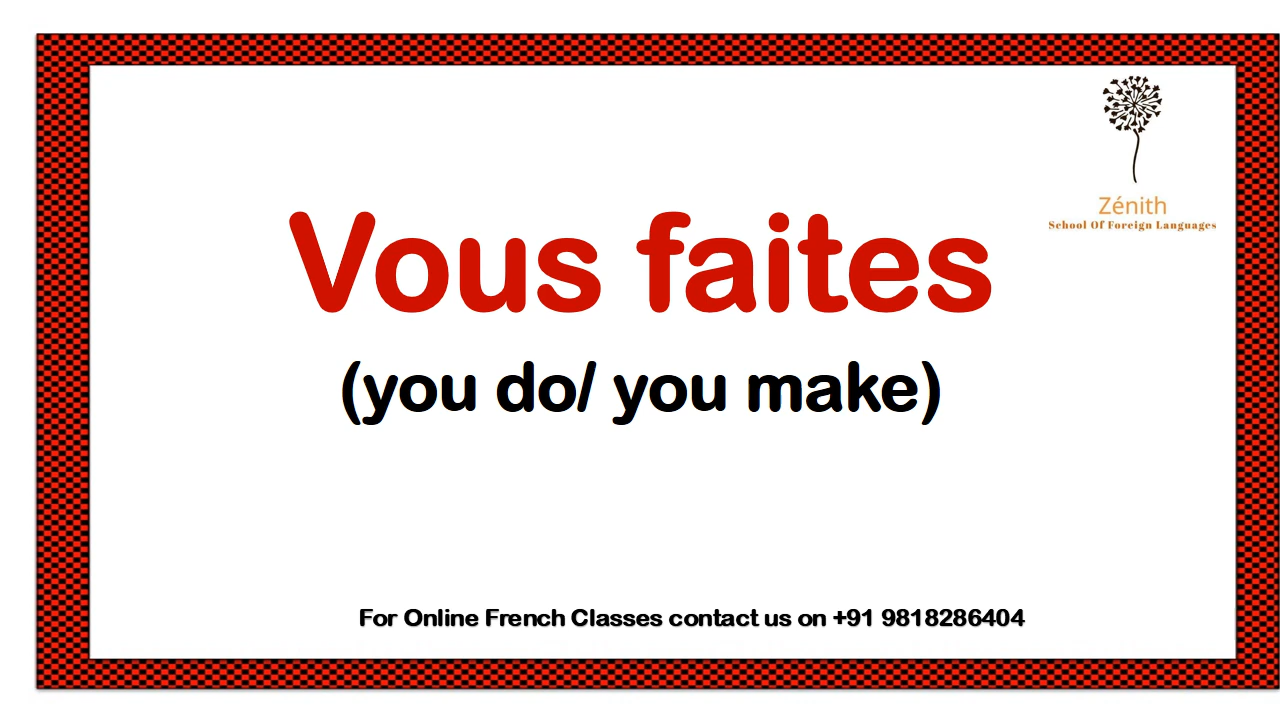 Zénith
School Of Foreign Languages
Vous faites
(you do/ you make)
For Online French Classes contact us on +91 9818286404